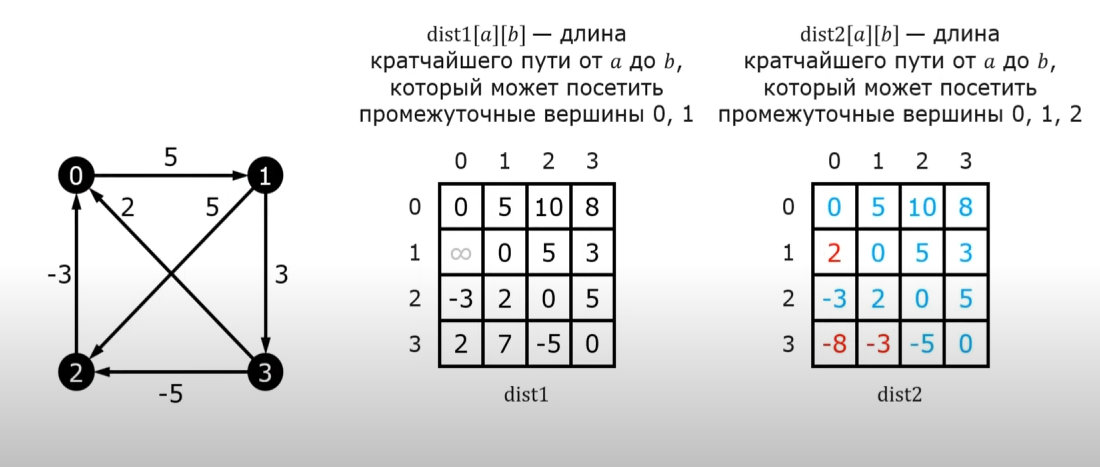 dist1[a][b] — длина
кратчайшего пути от a до b,
который может посетить
промежуточные вершины 0, 1
dist2[a][b] — длина
кратчайшего пути от a до b,
который может посетить
промежуточные вершины 0, 1, 2
0 5 1
2 5
-3 3
2 -5 3
0 1 2 3
0 0 5 10 8
1 ∞ 0 5 3
2 -3 2 0 5
3 2 7 -5 0
dist1
0 1 2 3
0 0 5 10 8
1 2 0 5 3
2 -3 2 0 5
3 -8 -3 -5 0
dist2